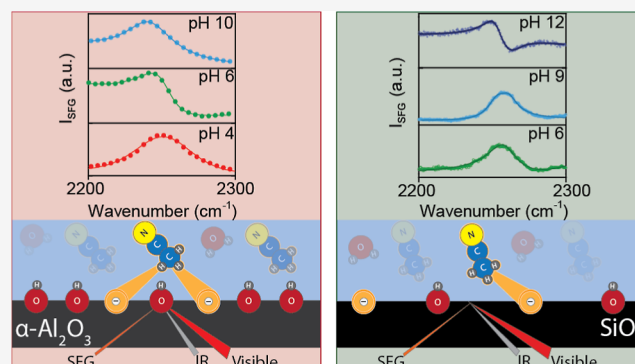 pH 10
pH 6
pH 4
I_SFG (a.u.)
2200 2300
Wavenumber (cm⁻¹)
N
C
C
H
H
H
H H O H H H
O O O O O
α-Al₂O₃
SFG IR Visible
pH 12
pH 9
pH 6
I_SFG (a.u.)
2200 2300
Wavenumber (cm⁻¹)
N
C
C
H
H
H
H H
O O
SiO
SFG IR Visible